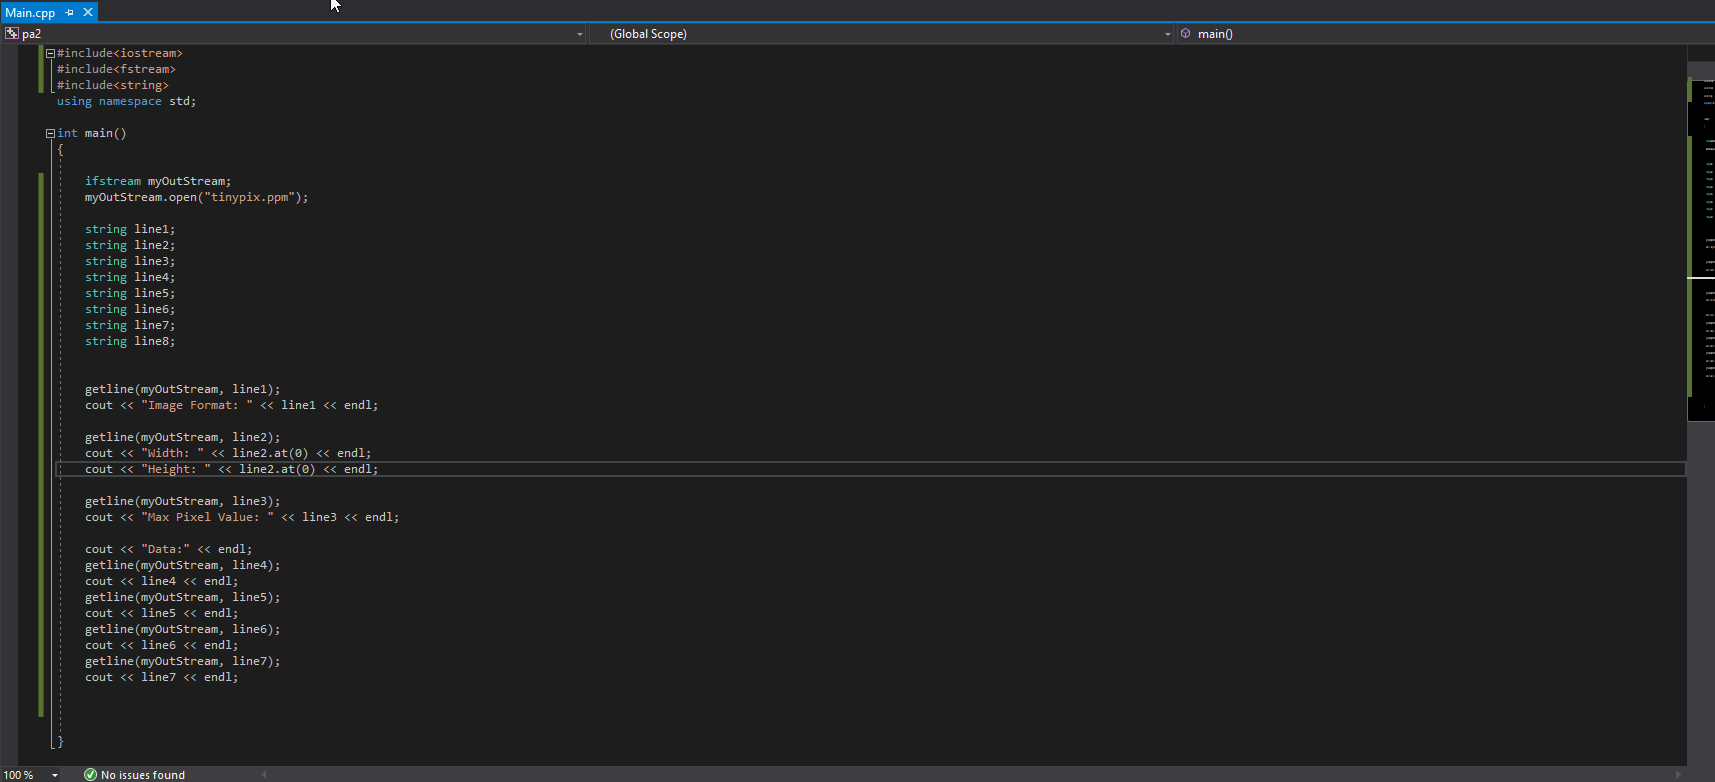 Main.cpp
pa2
(Global Scope)
main()
#include<iostream>
#include<fstream>
#include<string>
using namespace std;
int main()
{
ifstream myOutStream;
myOutStream.open("tinypix.ppm");
string line1;
string line2;
string line3;
string line4;
string line5;
string line6;
string line7;
string line8;
getline(myOutStream, line1);
cout << "Image Format: " << line1 << endl;
getline(myOutStream, line2);
cout << "Width: " << line2.at(0) << endl;
cout << "Height: " << line2.at(0) << endl;
getline(myOutStream, line3);
cout << "Max Pixel Value: " << line3 << endl;
cout << "Data:" << endl;
getline(myOutStream, line4);
cout << line4 << endl;
getline(myOutStream, line5);
cout << line5 << endl;
getline(myOutStream, line6);
cout << line6 << endl;
getline(myOutStream, line7);
cout << line7 << endl;
}
100 %
No issues found